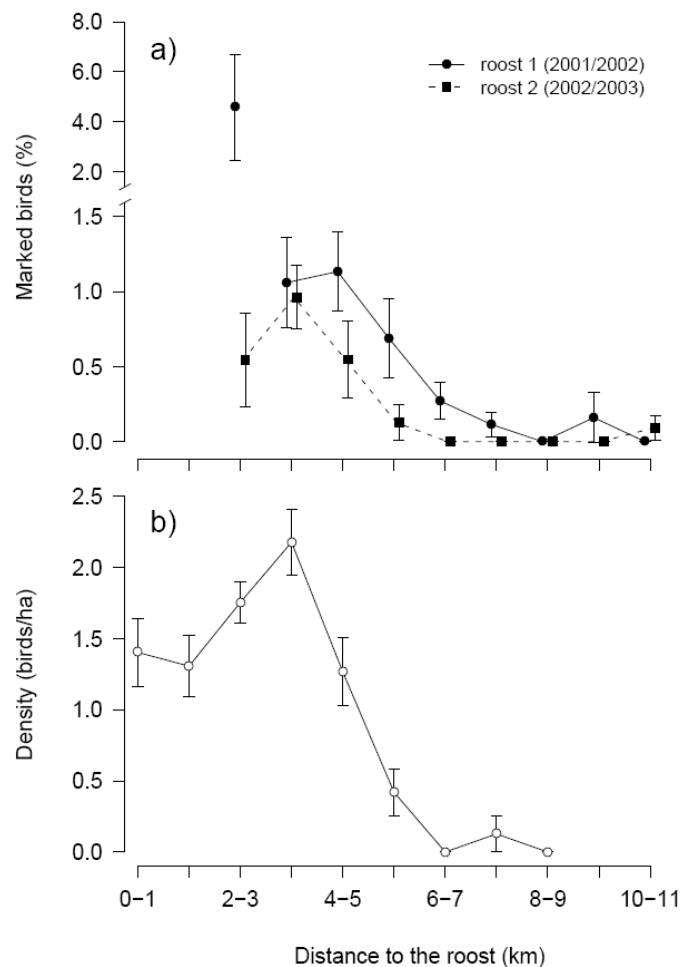 8.0
a)
roost 1 (2001/2002)
roost 2 (2002/2003)
6.0
4.0
2.0
Marked birds (%)
1.5
1.0
0.5
0.0
2.5
b)
2.0
1.5
Density (birds/ha)
1.0
0.5
0.0
0−1 2−3 4−5 6−7 8−9 10−11
Distance to the roost (km)